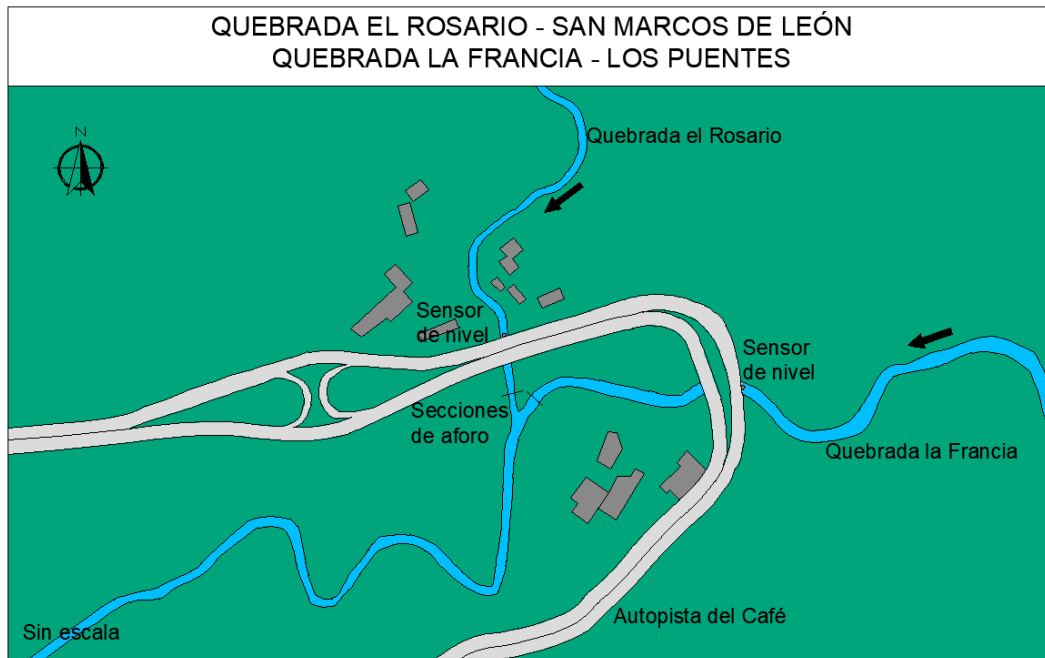 QUEBRADA EL ROSARIO - SAN MARCOS DE LEÓN
QUEBRADA LA FRANCIA - LOS PUENTES
N
Quebrada el Rosario
Sensor
de nivel
Sensor
de nivel
Secciones
de aforo
Quebrada la Francia
Autopista del Café
Sin escala